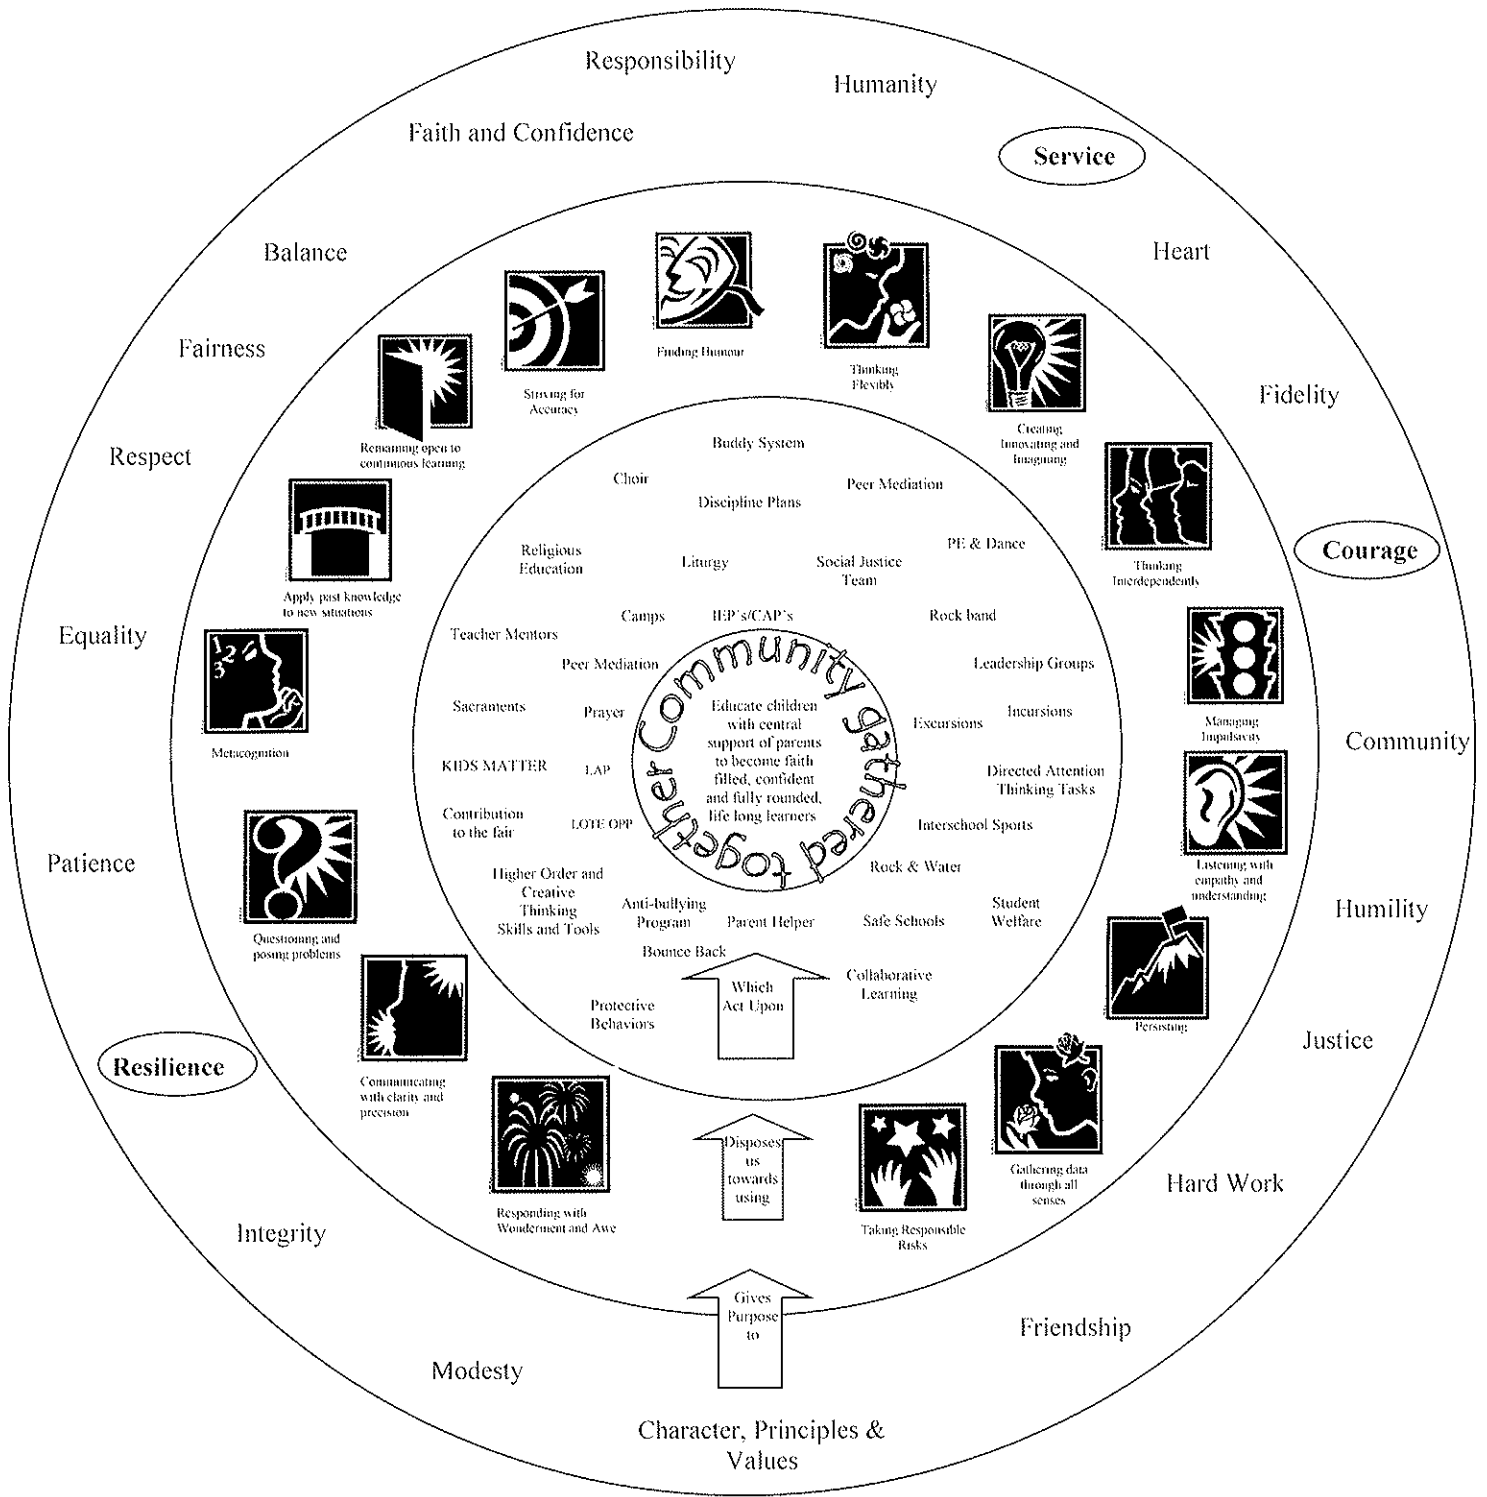 Responsibility
Humanity
Faith and Confidence
Service
Balance
Heart
Fairness
Fidelity
Respect
Courage
Equality
Community
Patience
Humility
Resilience
Justice
Hard Work
Integrity
Friendship
Modesty
Character, Principles &
Values
Finding Humour
Thinking
Flexibly
Striving for
Accuracy
Creating
Innovating and
Imagining
Remaining open to
continuous learning
Thinking
Interdependently
Apply past knowledge
to new situations
1
2
3
Metacognition
Managing
Impulsivity
Listening with
empathy and
understanding
Questioning and
posing problems
Persisting
Communicating
with clarity and
precision
Gathering data
through all
senses
Responding with
Wonderment and Awe
Taking Responsible
Risks
Buddy System
Choir
Peer Mediation
Discipline Plans
Religious
Education
Liturgy
Social Justice
Team
PE & Dance
Camps
IEP's/CAP's
Rock band
Teacher Mentors
Peer Mediation
Leadership Groups
Sacraments
Prayer
Excursions
Incursions
KIDS MATTER
LAP
Directed Attention
Thinking Tasks
Contribution
to the fair
LOTE OPP
Interschool Sports
Rock & Water
Higher Order and
Creative
Thinking
Skills and Tools
Anti-bullying
Program
Parent Helper
Safe Schools
Student
Welfare
Bounce Back
Collaborative
Learning
Protective
Behaviors
Community gathered together
Educate children
with central
support of parents
to become faith
filled, confident
and fully rounded,
life long learners
Which
Act Upon
Disposes
us
towards
using
Gives
Purpose
to